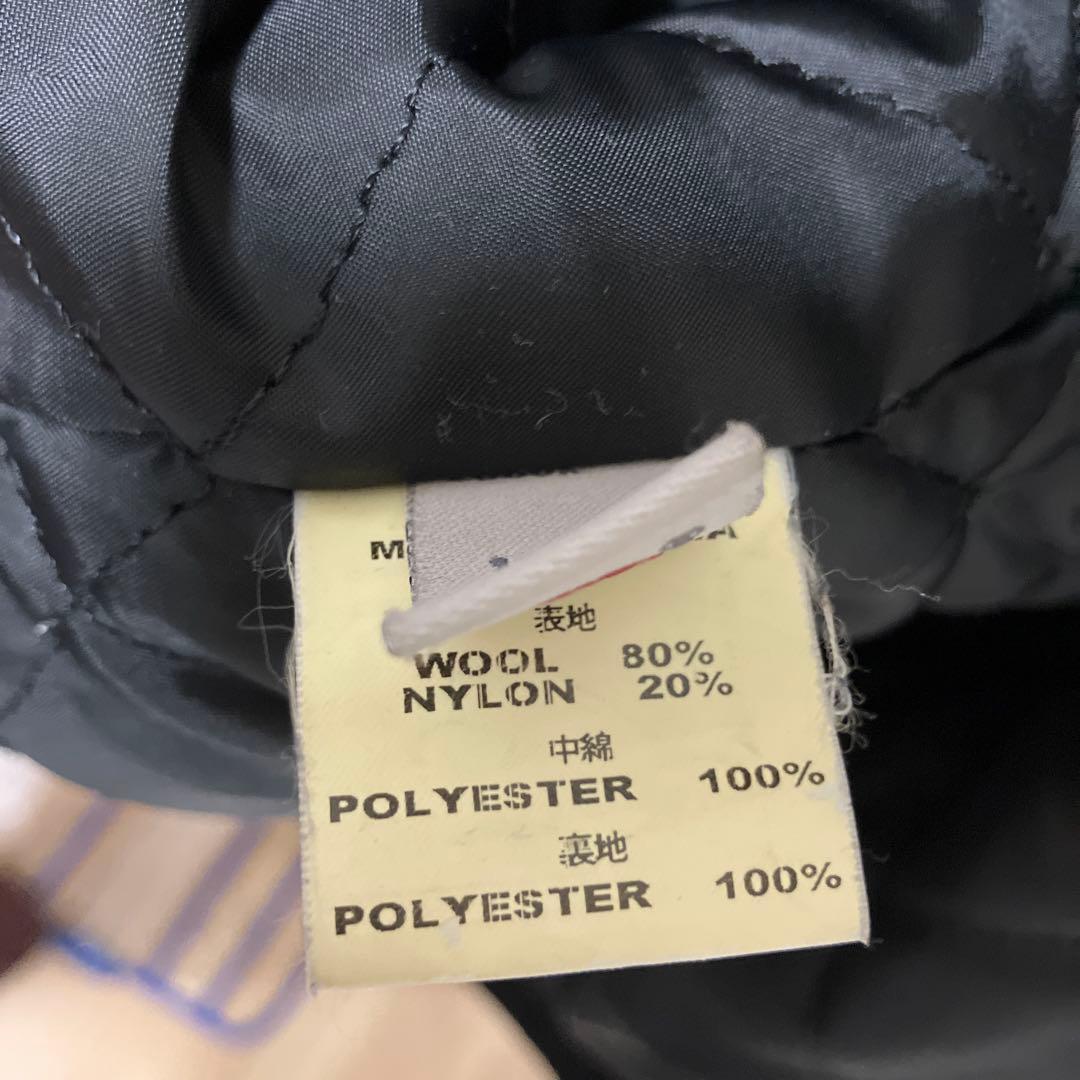 表地
WOOL 80%
NYLON 20%
中綿
POLYESTER 100%
裏地
POLYESTER 100%